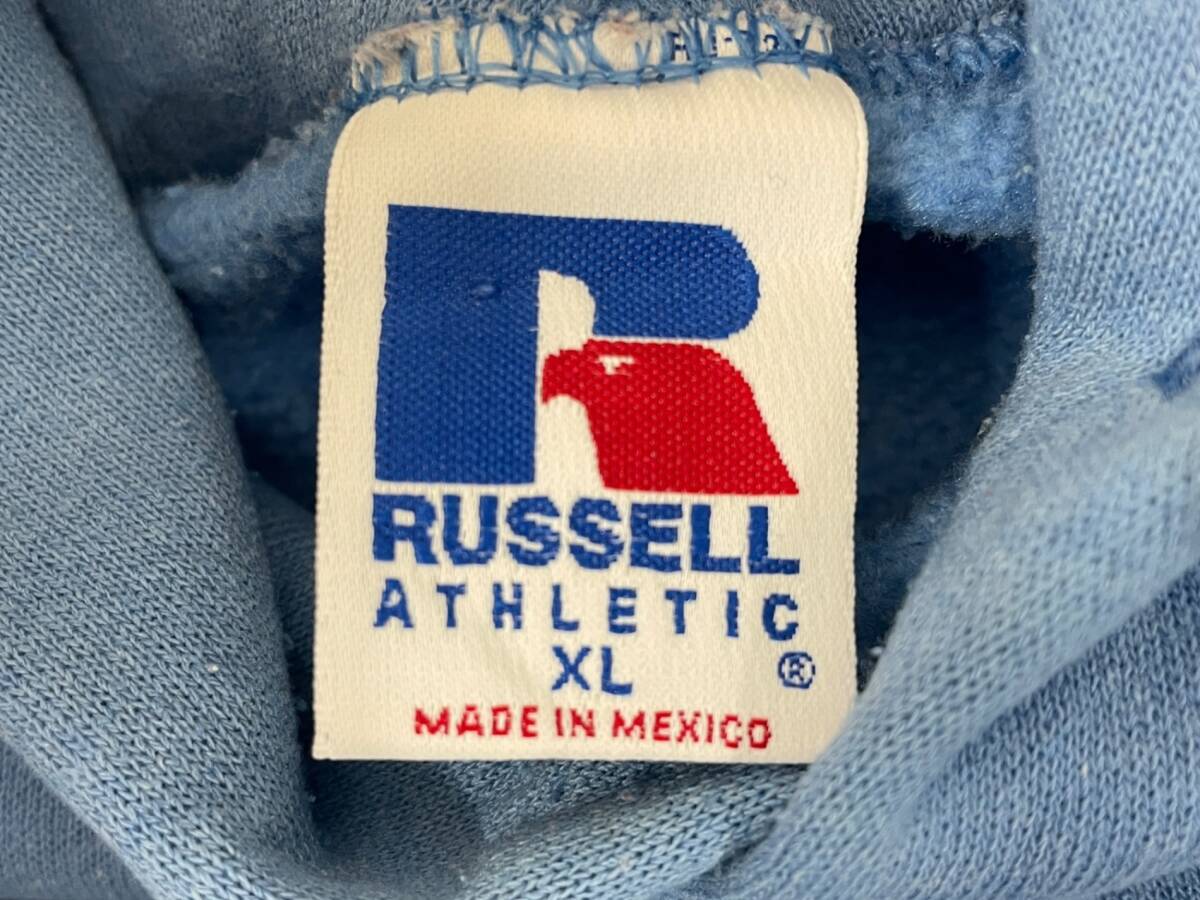 RUSSELL
ATHLETIC
XL ®
MADE IN MEXICO